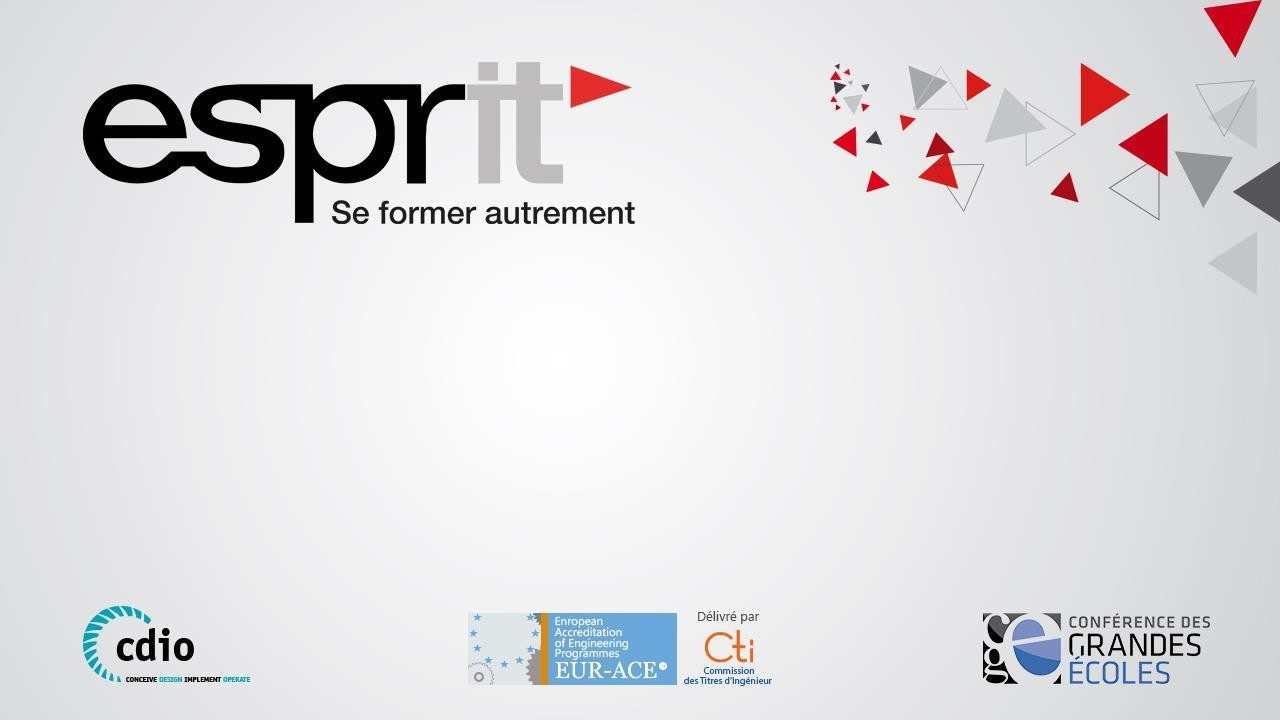 esprit
Se former autrement
cdio
CONCEIVE DESIGN IMPLEMENT OPERATE
European
Accreditation
of Engineering
Programmes
EUR-ACE®
Délivré par
Cti
Commission
des Titres d'Ingénieur
CONFÉRENCE DES
GRANDES
ÉCOLES